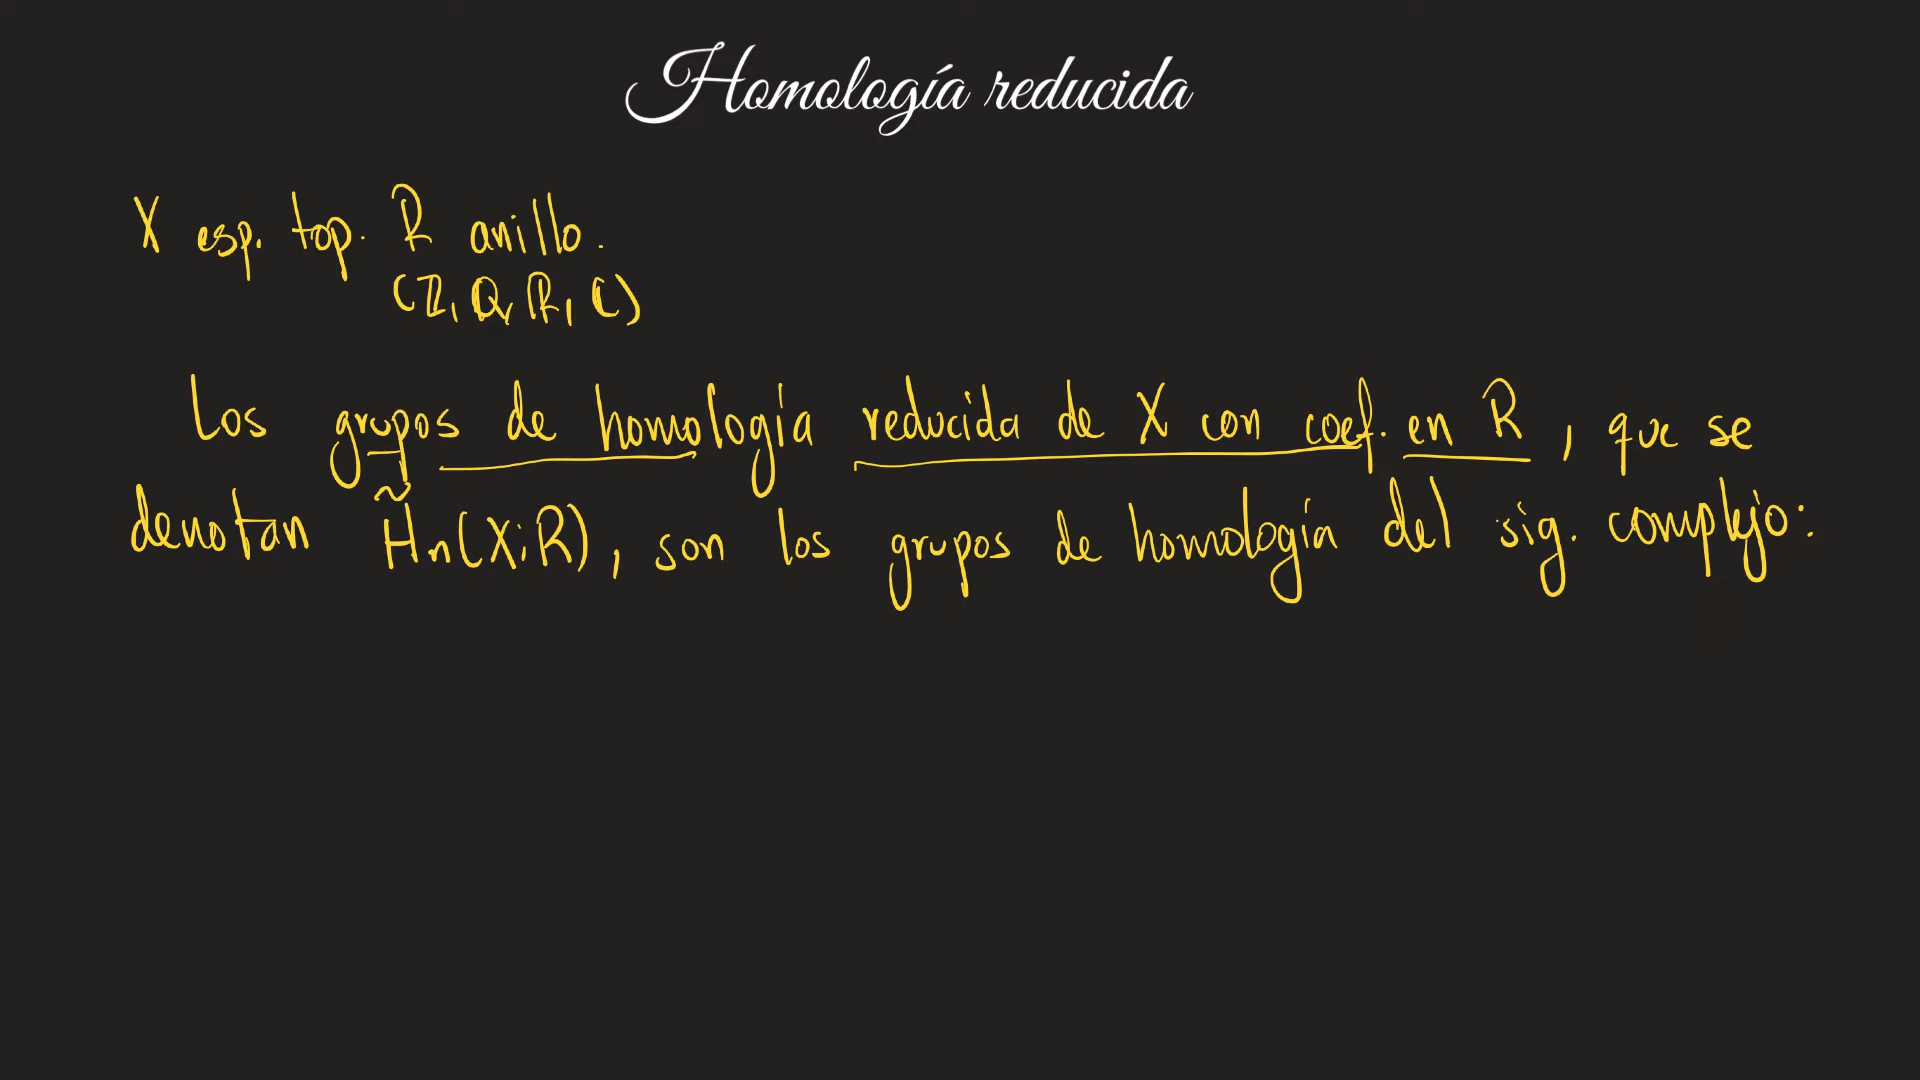 Homología reducida
X esp. top. R anillo.
(ℤ, ℚ, ℝ, ℂ)
Los grupos de homología reducida de X con coef. en R, que se
denotan H̃n(X;R), son los grupos de homología del sig. complejo: